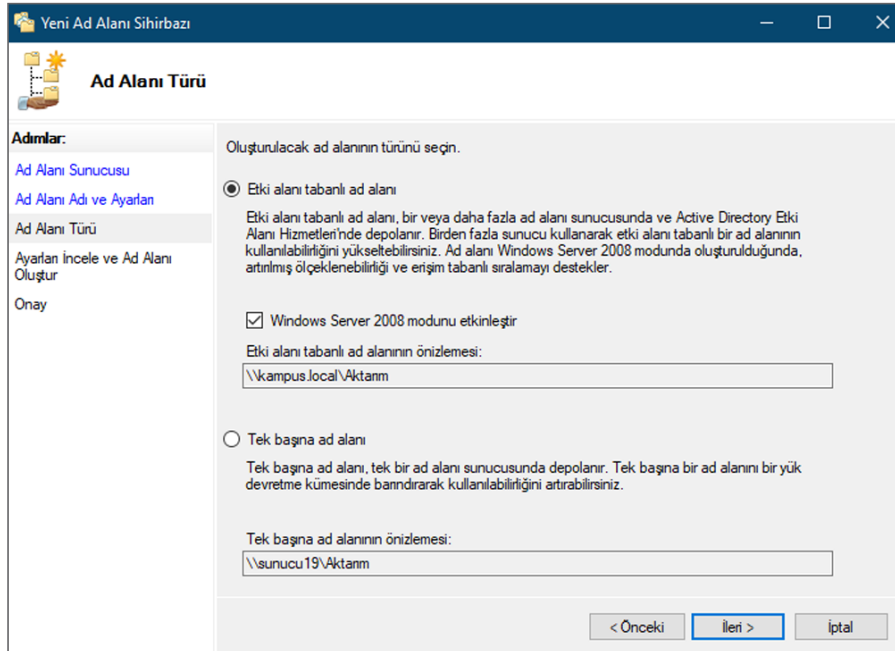 Yeni Ad Alanı Sihirbazı
Ad Alanı Türü
Adımlar:
Ad Alanı Sunucusu
Ad Alanı Adı ve Ayarları
Ad Alanı Türü
Ayarları İncele ve Ad Alanı
Oluştur
Onay
Oluşturulacak ad alanının türünü seçin.
Etki alanı tabanlı ad alanı
Etki alanı tabanlı ad alanı, bir veya daha fazla ad alanı sunucusunda ve Active Directory Etki
Alanı Hizmetleri'nde depolanır. Birden fazla sunucu kullanarak etki alanı tabanlı bir ad alanının
kullanılabilirliğini yükseltebilirsiniz. Ad alanı Windows Server 2008 modunda oluşturulduğunda,
artırılmış ölçeklenebilirliği ve erişim tabanlı sıralamayı destekler.
Windows Server 2008 modunu etkinleştir
Etki alanı tabanlı ad alanının önizlemesi:
\\kampus.local\Aktarım
Tek başına ad alanı
Tek başına ad alanı, tek bir ad alanı sunucusunda depolanır. Tek başına bir ad alanını bir yük
devretme kümesinde barındırarak kullanılabilirliğini artırabilirsiniz.
Tek başına ad alanının önizlemesi:
\\sunucu19\Aktarım
< Önceki
İleri >
İptal